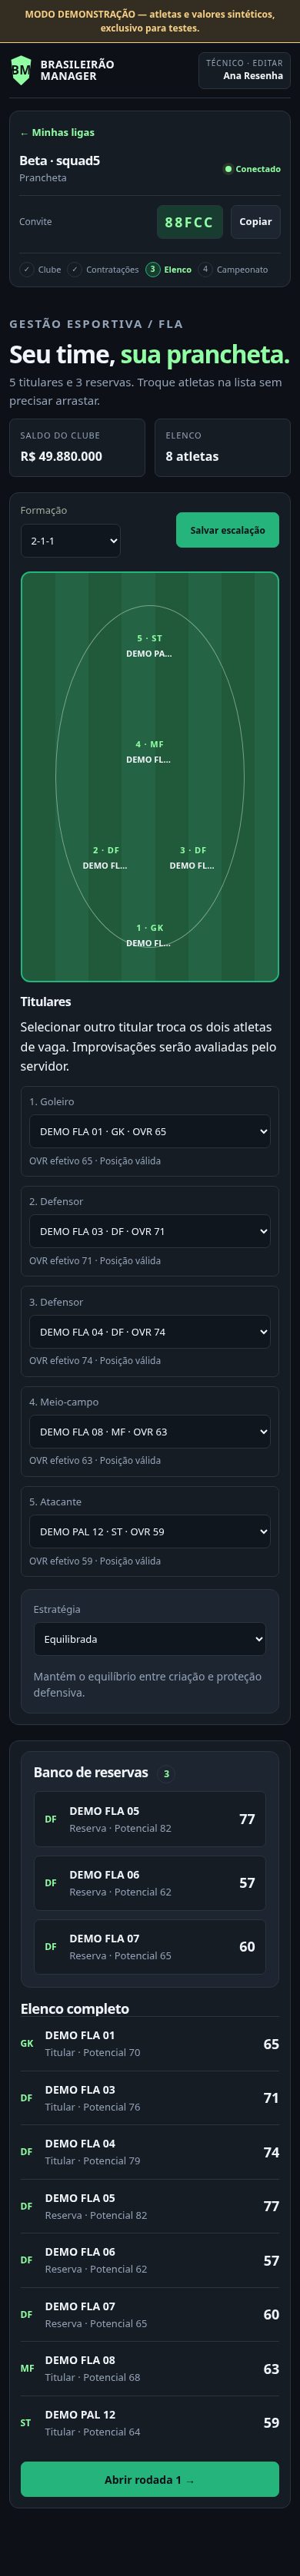 MODO DEMONSTRAÇÃO — atletas e valores sintéticos,
exclusivo para testes.
BM
BRASILEIRÃO
MANAGER
TÉCNICO · EDITAR
Ana Resenha
← Minhas ligas
Beta · squad5
Prancheta
Conectado
Convite
88FCC
Copiar
✓ Clube
✓ Contratações
3 Elenco
4 Campeonato
GESTÃO ESPORTIVA / FLA
Seu time, sua prancheta.
5 titulares e 3 reservas. Troque atletas na lista sem
precisar arrastar.
SALDO DO CLUBE
R$ 49.880.000
ELENCO
8 atletas
Formação
2-1-1
Salvar escalação
5 · ST
DEMO PA…
4 · MF
DEMO FL…
2 · DF
DEMO FL…
3 · DF
DEMO FL…
1 · GK
DEMO FL…
Titulares
Selecionar outro titular troca os dois atletas
de vaga. Improvisações serão avaliadas pelo
servidor.
1. Goleiro
DEMO FLA 01 · GK · OVR 65
OVR efetivo 65 · Posição válida
2. Defensor
DEMO FLA 03 · DF · OVR 71
OVR efetivo 71 · Posição válida
3. Defensor
DEMO FLA 04 · DF · OVR 74
OVR efetivo 74 · Posição válida
4. Meio-campo
DEMO FLA 08 · MF · OVR 63
OVR efetivo 63 · Posição válida
5. Atacante
DEMO PAL 12 · ST · OVR 59
OVR efetivo 59 · Posição válida
Estratégia
Equilibrada
Mantém o equilíbrio entre criação e proteção
defensiva.
Banco de reservas 3
DF
DEMO FLA 05
Reserva · Potencial 82
77
DF
DEMO FLA 06
Reserva · Potencial 62
57
DF
DEMO FLA 07
Reserva · Potencial 65
60
Elenco completo
GK
DEMO FLA 01
Titular · Potencial 70
65
DF
DEMO FLA 03
Titular · Potencial 76
71
DF
DEMO FLA 04
Titular · Potencial 79
74
DF
DEMO FLA 05
Reserva · Potencial 82
77
DF
DEMO FLA 06
Reserva · Potencial 62
57
DF
DEMO FLA 07
Reserva · Potencial 65
60
MF
DEMO FLA 08
Titular · Potencial 68
63
ST
DEMO PAL 12
Titular · Potencial 64
59
Abrir rodada 1 →